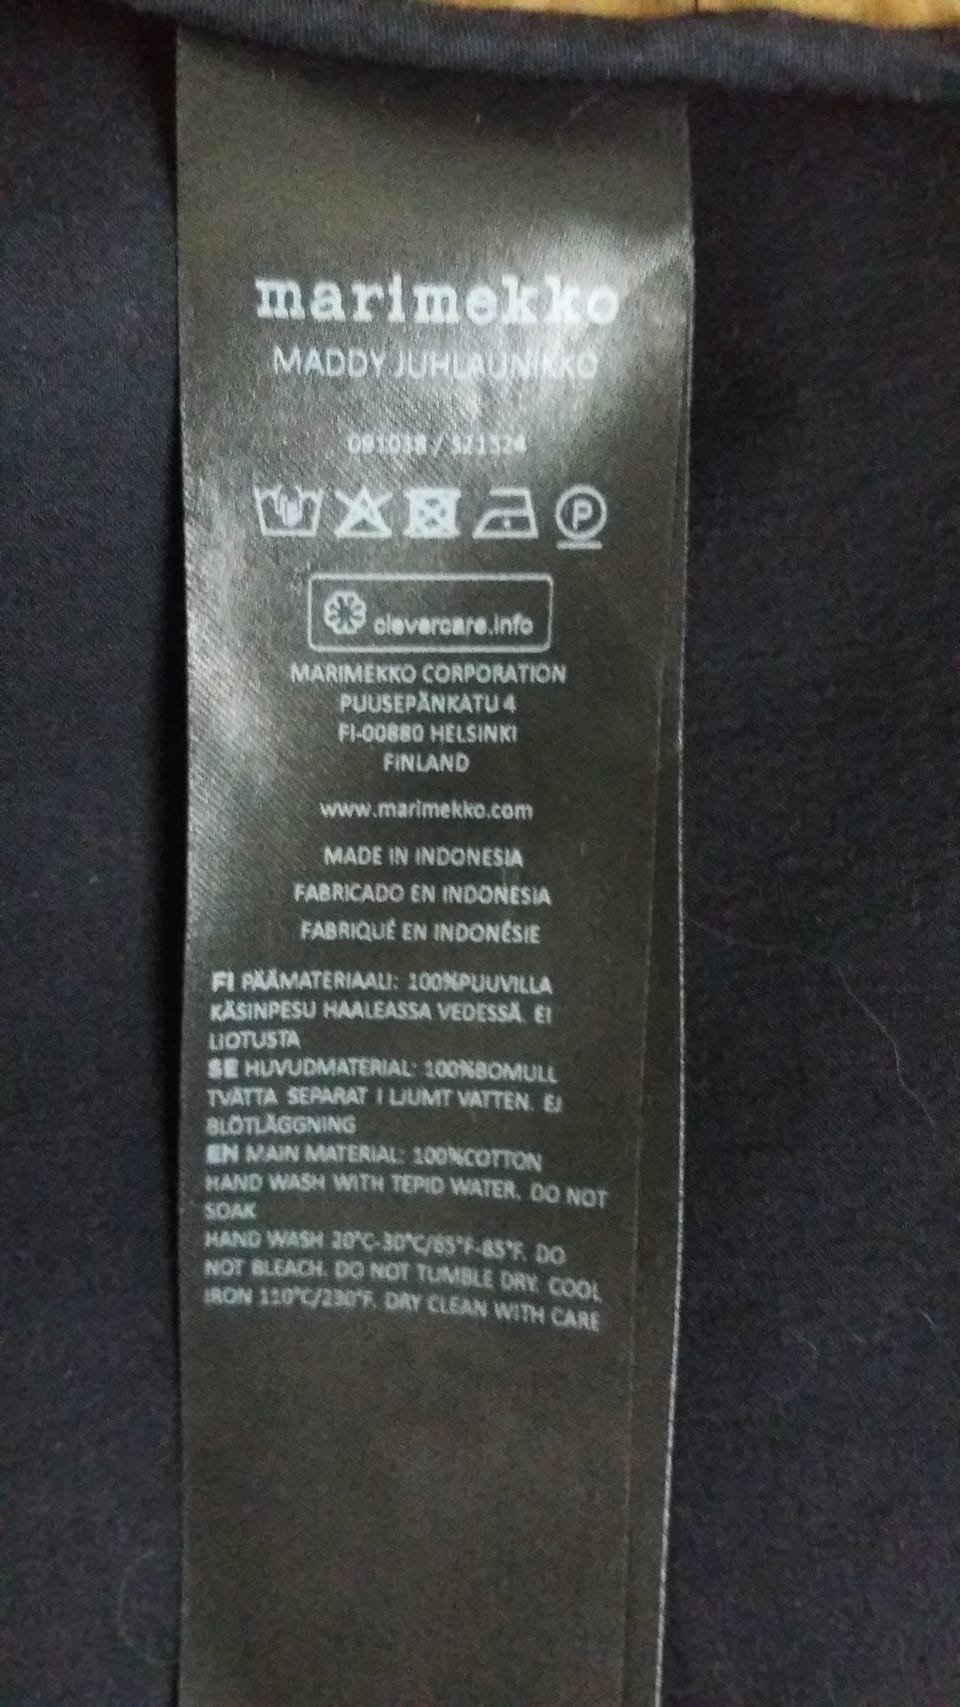 marimekko
MADDY JUHLAUNIKKO
091038 / 521324
P
clevercare.info
MARIMEKKO CORPORATION
PUUSEPÄNKATU 4
FI-00880 HELSINKI
FINLAND
www.marimekko.com
MADE IN INDONESIA
FABRICADO EN INDONESIA
FABRIQUÉ EN INDONÉSIE
FI PÄÄMATERIAALI: 100%PUUVILLA
KÄSINPESU HAALEASSA VEDESSÄ. EI
LIOTUSTA
SE HUVUDMATERIAL: 100%BOMULL
TVÄTTA SEPARAT I LJUMT VATTEN. EJ
BLÖTLÄGGNING
EN MAIN MATERIAL: 100%COTTON
HAND WASH WITH TEPID WATER. DO NOT
SOAK
HAND WASH 20°C-30°C/65°F-85°F. DO
NOT BLEACH. DO NOT TUMBLE DRY. COOL
IRON 110°C/230°F. DRY CLEAN WITH CARE